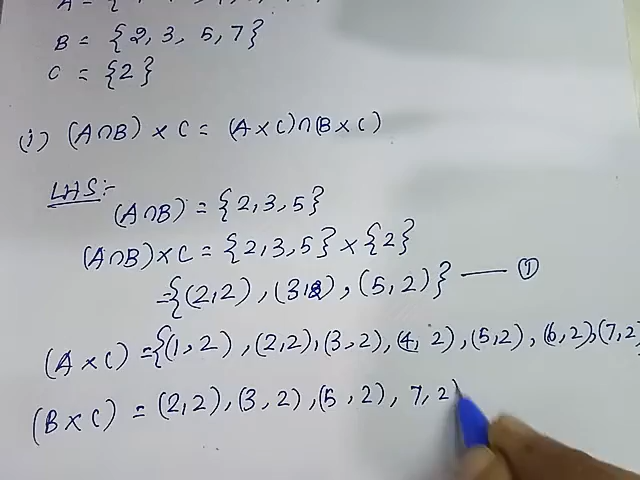 A = {
B = {2, 3, 5, 7}
C = {2}
(i) (A∩B) × C = (A×C)∩(B×C)
LHS:-
(A∩B) = {2,3,5}
(A∩B)×C = {2,3,5} × {2}
={(2,2), (3,2), (5,2)} — ①
(A×C) ={(1,2), (2,2), (3,2), (4, 2), (5,2), (6,2), (7,2
(B×C) = (2,2), (3,2), (5,2), 7,2)